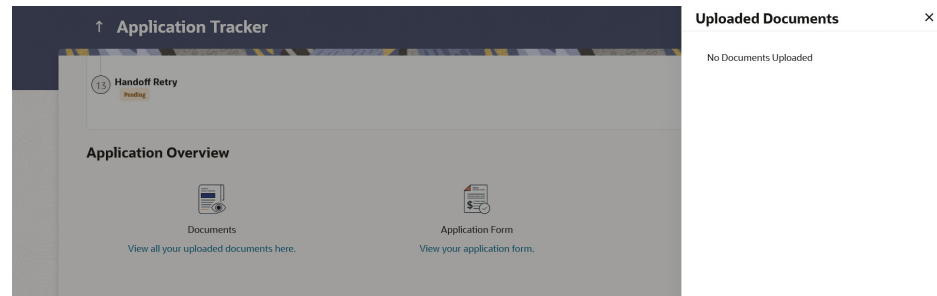 Application Tracker
13 Handoff Retry
Pending
Application Overview
Documents
View all your uploaded documents here.
$
Application Form
View your application form.
Uploaded Documents
No Documents Uploaded